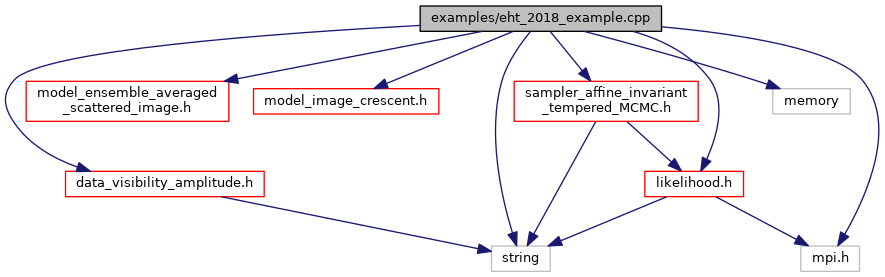 examples/eht_2018_example.cpp
model_ensemble_averaged
_scattered_image.h
model_image_crescent.h
sampler_affine_invariant
_tempered_MCMC.h
memory
data_visibility_amplitude.h
likelihood.h
string
mpi.h